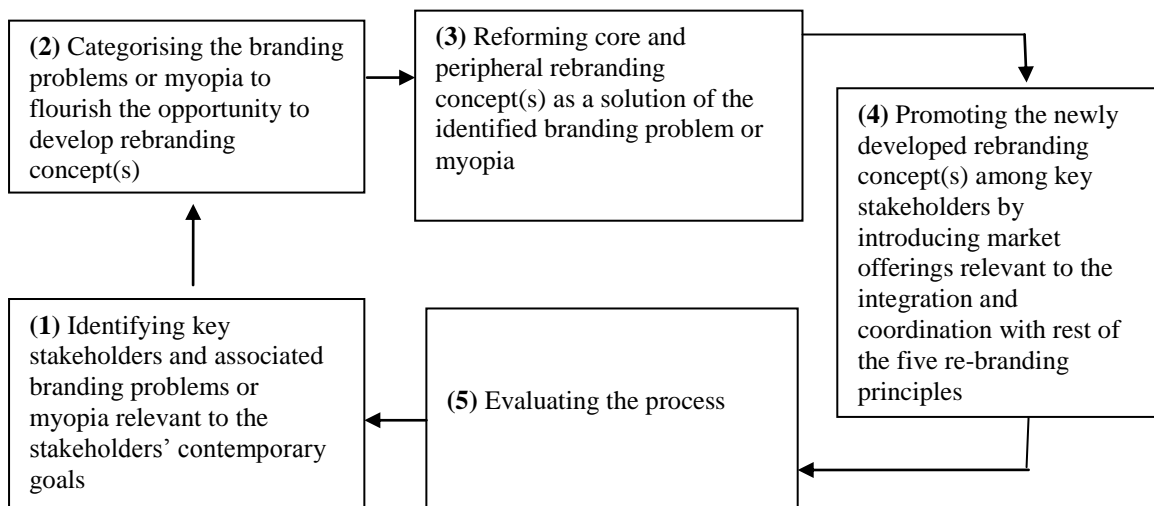 (2) Categorising the branding
problems or myopia to
flourish the opportunity to
develop rebranding
concept(s)
(3) Reforming core and
peripheral rebranding
concept(s) as a solution of the
identified branding problem or
myopia
(4) Promoting the newly
developed rebranding
concept(s) among key
stakeholders by
introducing market
offerings relevant to the
integration and
coordination with rest of
the five re-branding
principles
(1) Identifying key
stakeholders and associated
branding problems or
myopia relevant to the
stakeholders’ contemporary
goals
(5) Evaluating the process